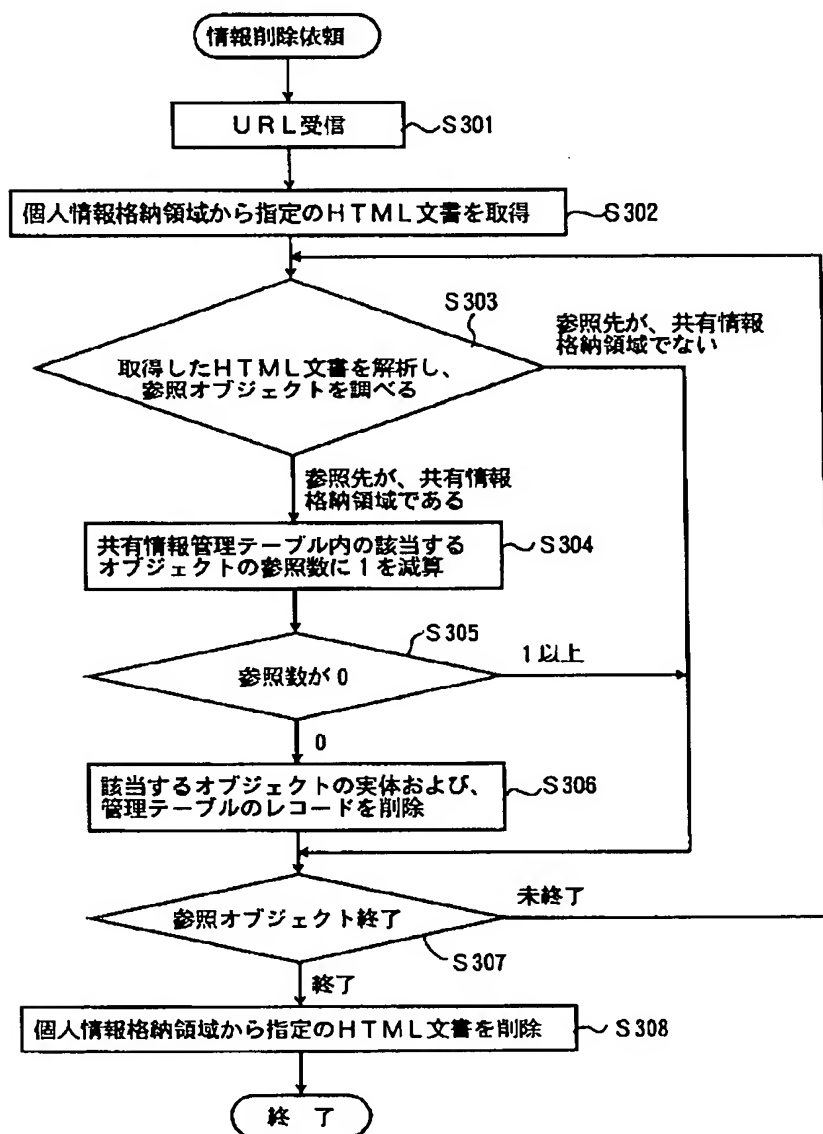 情報削除依頼
URL受信
S301
個人情報格納領域から指定のHTML文書を取得
S302
S303
参照先が、共有情報
格納領域でない
取得したHTML文書を解析し、
参照オブジェクトを調べる
参照先が、共有情報
格納領域である
共有情報管理テーブル内の該当する
オブジェクトの参照数に1を減算
S304
S305
参照数が0
1以上
0
該当するオブジェクトの実体および、
管理テーブルのレコードを削除
S306
参照オブジェクト終了
未終了
S307
終了
個人情報格納領域から指定のHTML文書を削除
S308
終 了